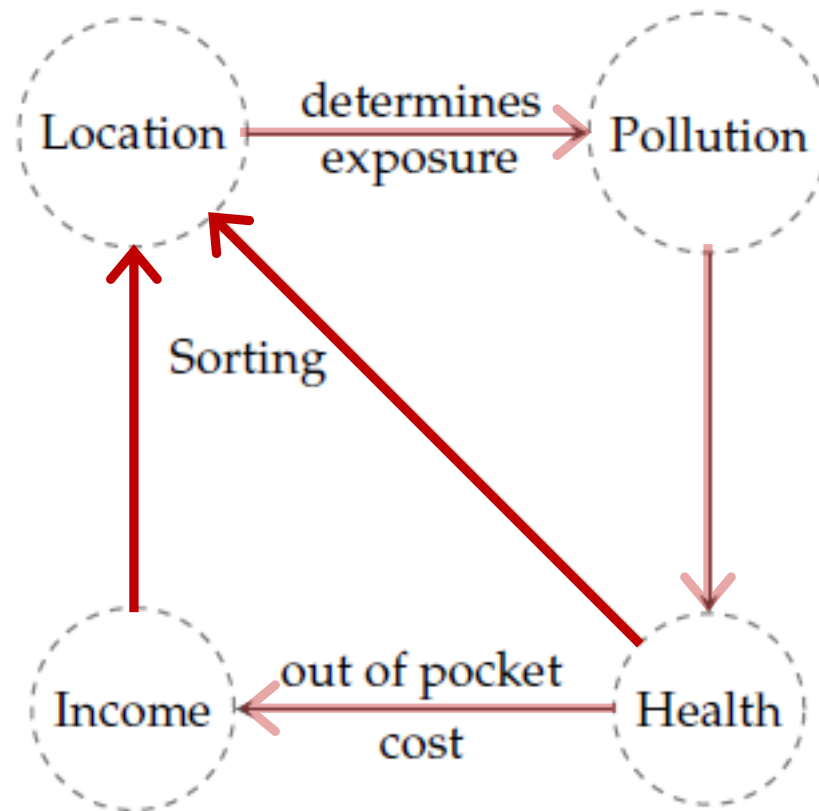 Location
determines
exposure
Pollution
Sorting
Income
out of pocket
cost
Health